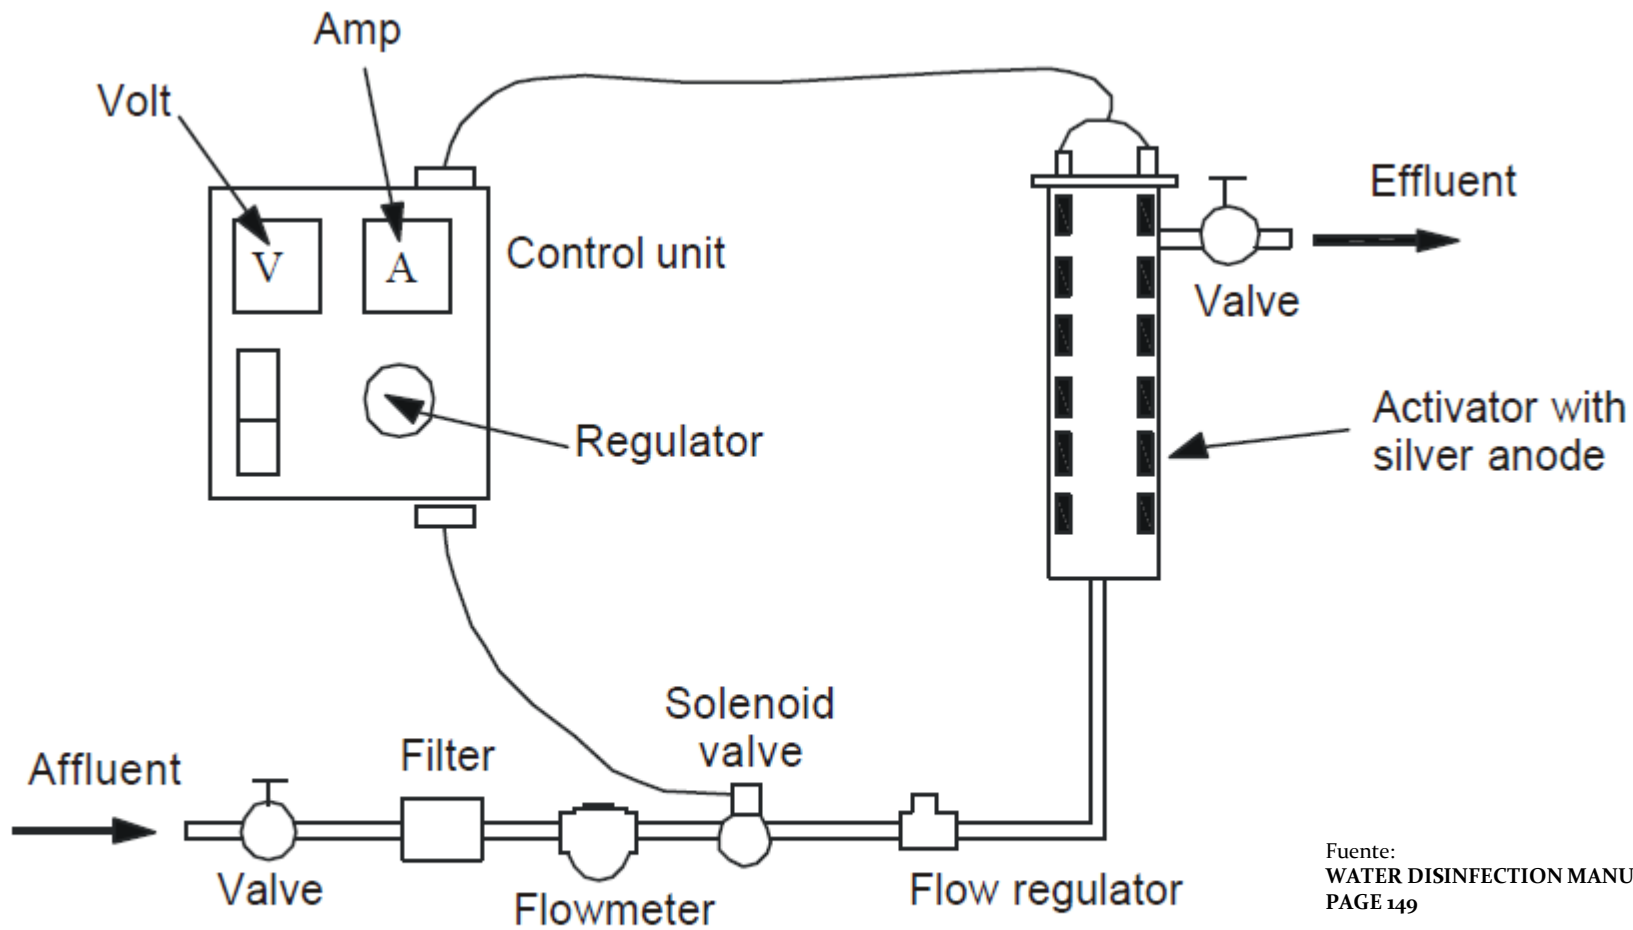 Amp
Volt
V
A
Control unit
Effluent
Valve
Regulator
Activator with
silver anode
Solenoid
valve
Affluent
Filter
Valve
Flowmeter
Flow regulator
Fuente:
WATER DISINFECTION MANU
PAGE 149